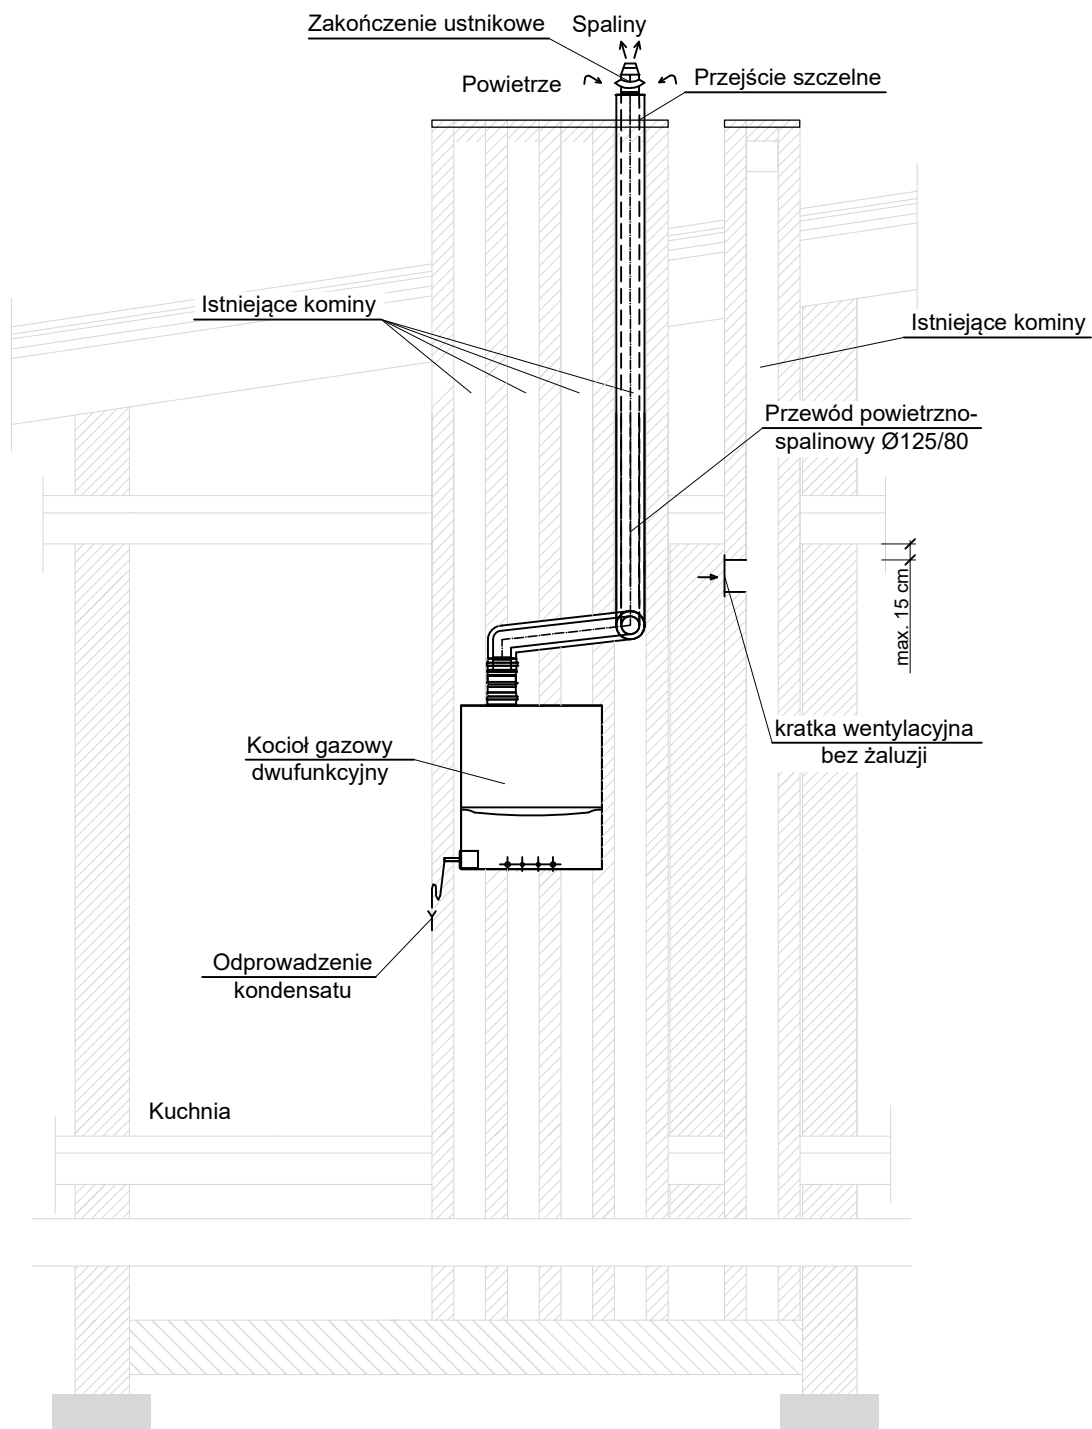 Zakończenie ustnikowe
Spaliny
Powietrze
Przejście szczelne
Istniejące kominy
Istniejące kominy
Przewód powietrzno-
spalinowy Ø125/80
max. 15 cm
kratka wentylacyjna
bez żaluzji
Kocioł gazowy
dwufunkcyjny
Odprowadzenie
kondensatu
Kuchnia